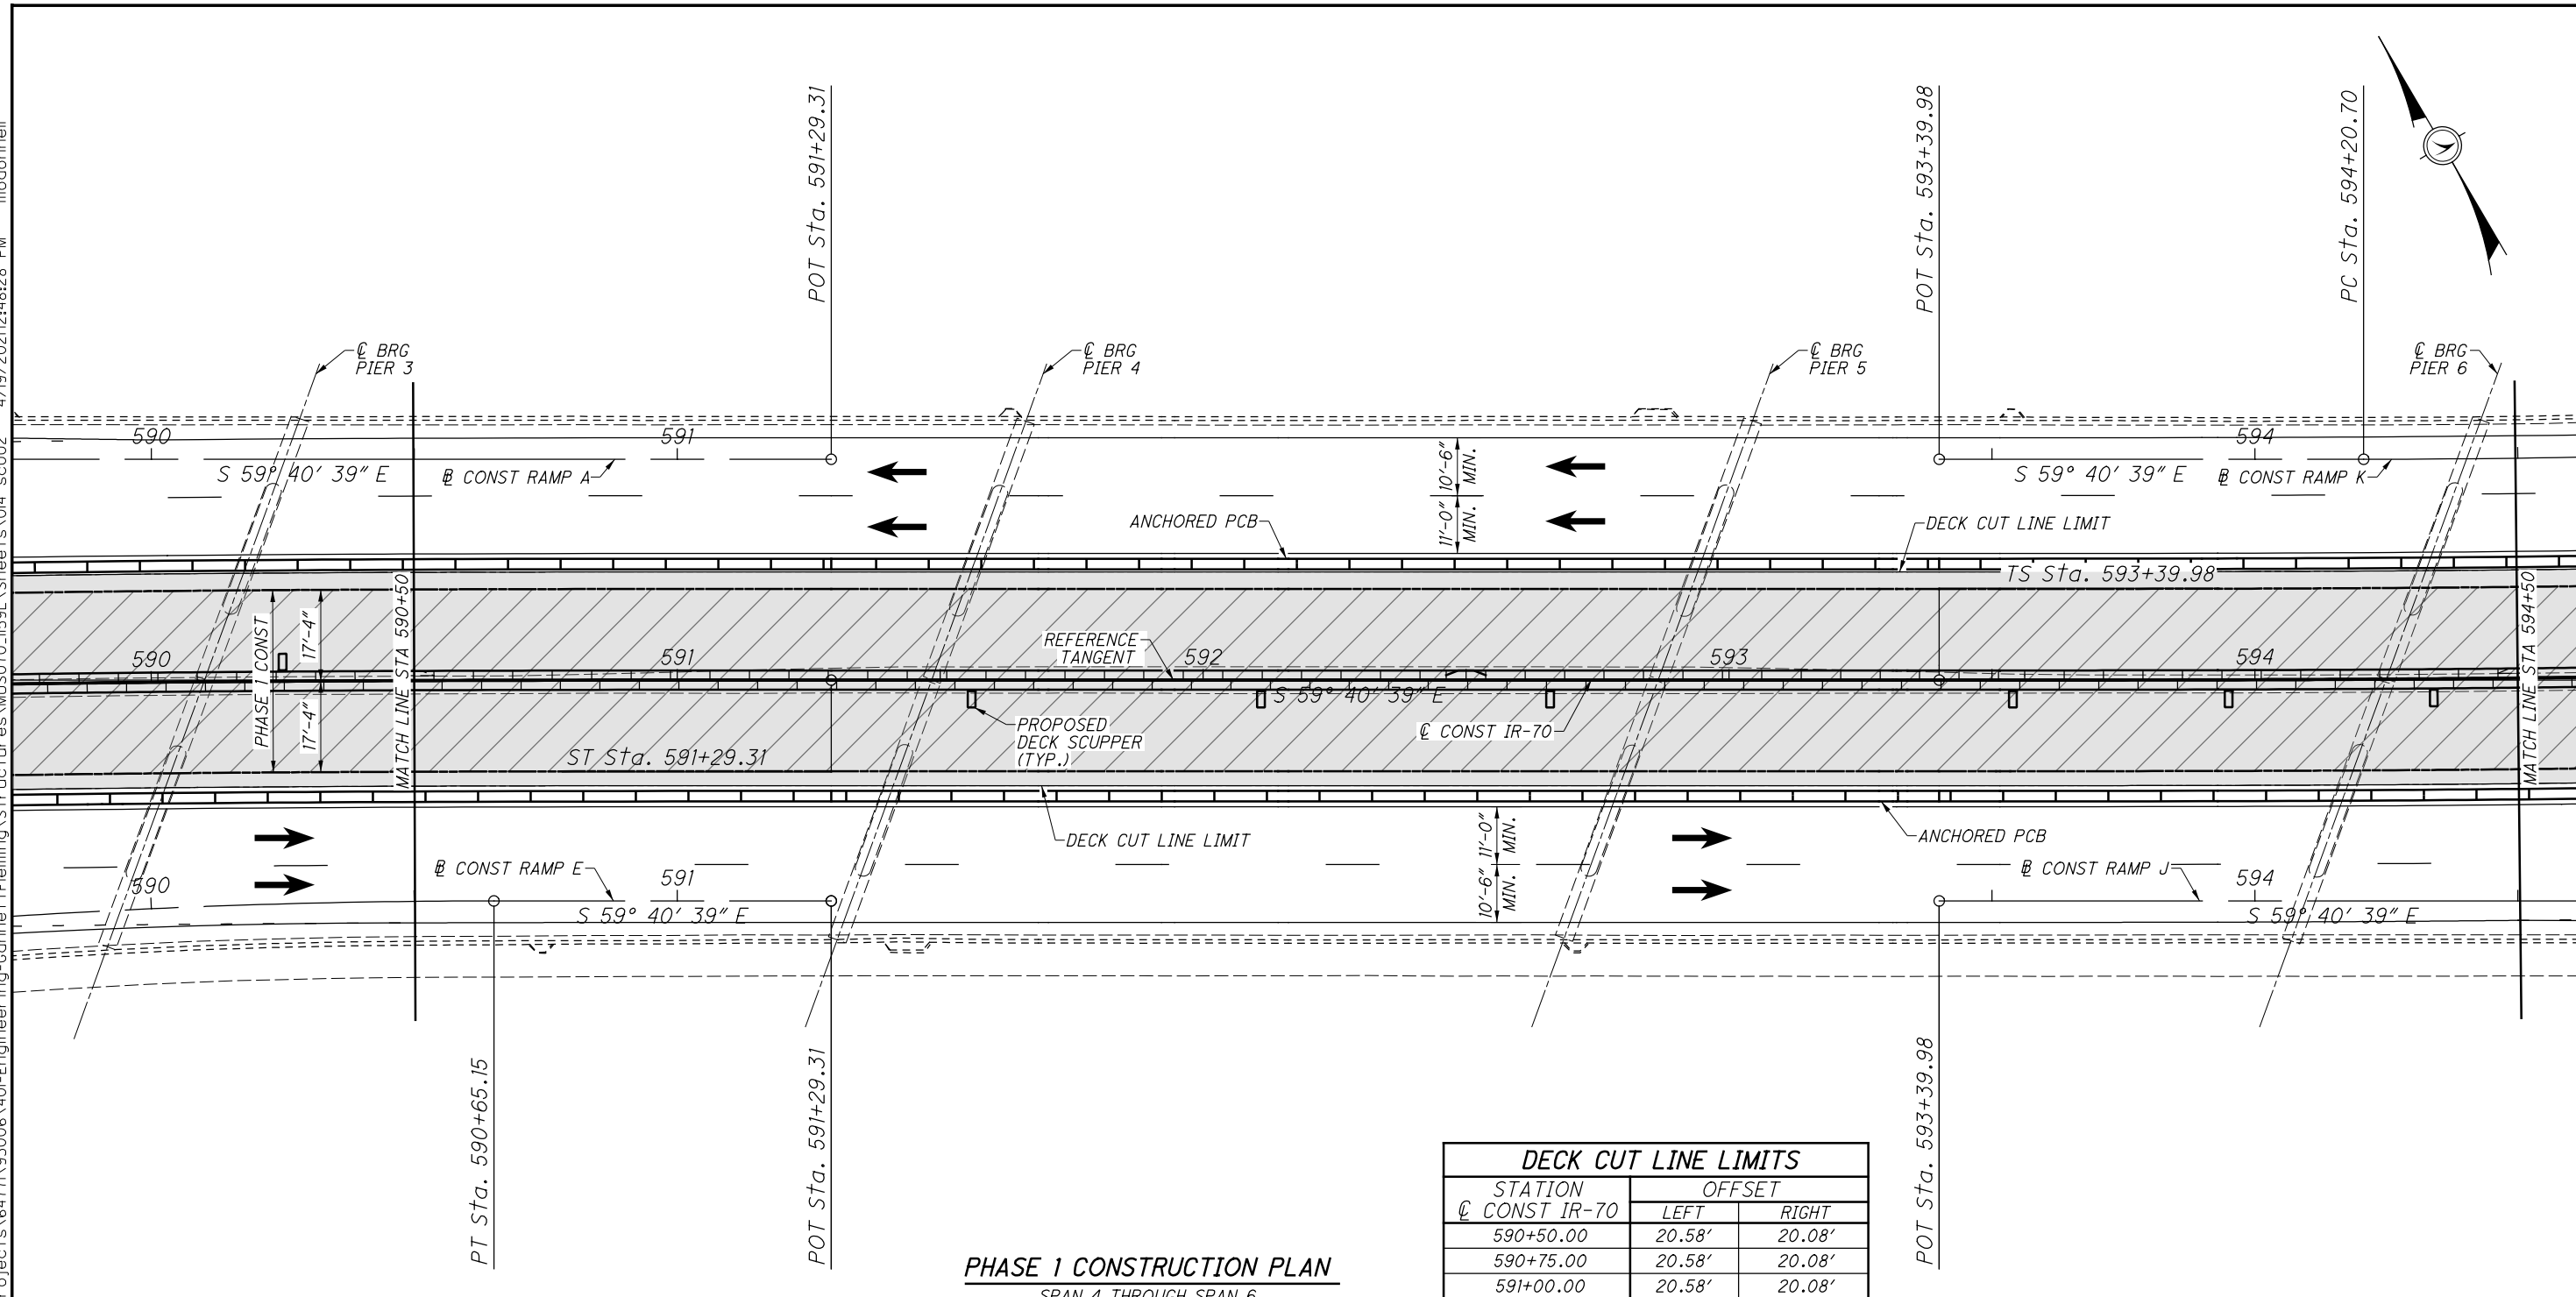 POT Sta. 591+29.31
POT Sta. 593+39.98
PC Sta. 594+20.70
℄ BRG
PIER 3
℄ BRG
PIER 4
℄ BRG
PIER 5
℄ BRG
PIER 6
590
591
594
S 59° 40' 39" E
℄ CONST RAMP A
S 59° 40' 39" E
℄ CONST RAMP K
10'-6" MIN.
11'-0" MIN.
ANCHORED PCB
DECK CUT LINE LIMIT
TS Sta. 593+39.98
MATCH LINE STA 590+50
PHASE 1 CONST
17'-4"
17'-4"
MATCH LINE STA 594+50
REFERENCE
TANGENT
590
591
592
593
594
S 59° 40' 39" E
PROPOSED
DECK SCUPPER
(TYP.)
℄ CONST IR-70
ST Sta. 591+29.31
DECK CUT LINE LIMIT
11'-0" MIN.
10'-6" MIN.
ANCHORED PCB
℄ CONST RAMP E
℄ CONST RAMP J
590
591
594
S 59° 40' 39" E
S 59° 40' 39" E
PT Sta. 590+65.15
POT Sta. 591+29.31
POT Sta. 593+39.98
DECK CUT LINE LIMITS
STATION OFFSET
℄ CONST IR-70 LEFT RIGHT
590+50.00 20.58' 20.08'
590+75.00 20.58' 20.08'
591+00.00 20.58' 20.08'
PHASE 1 CONSTRUCTION PLAN
SPAN 4 THROUGH SPAN 6